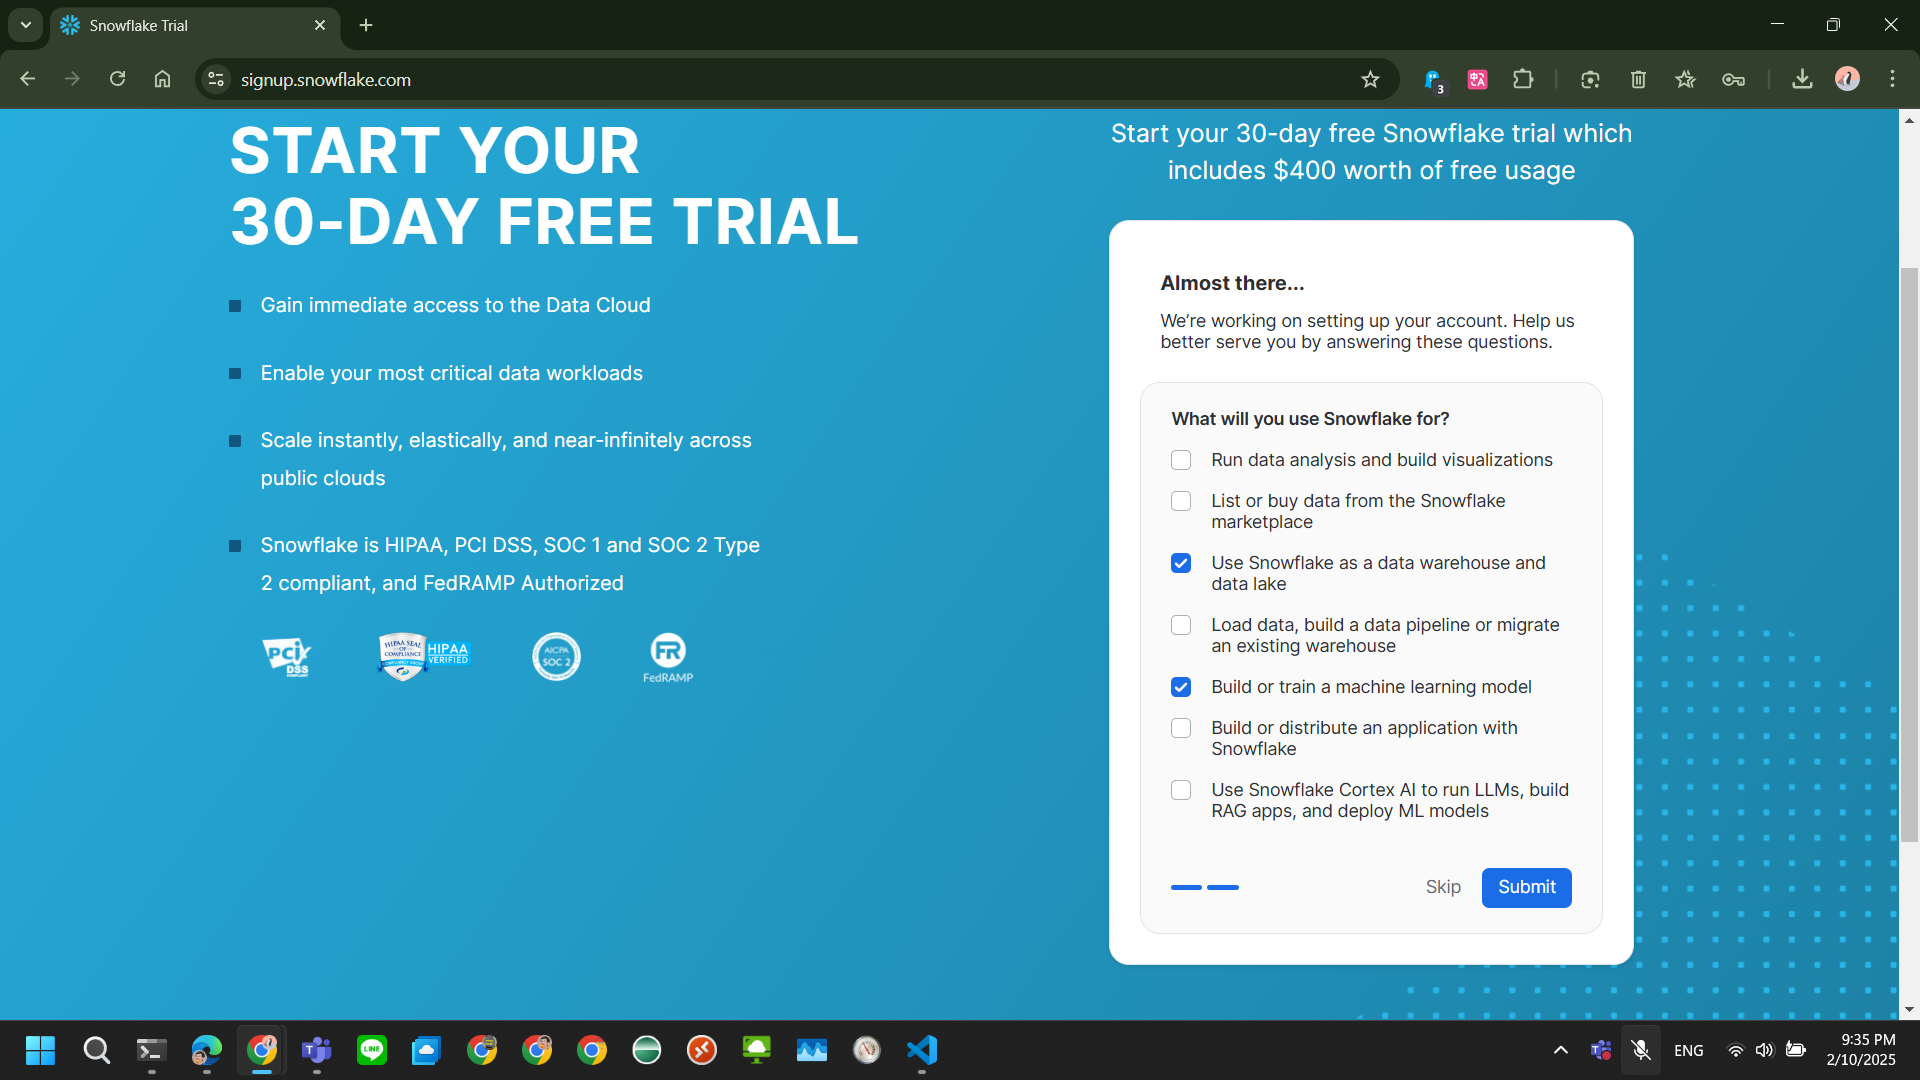 Snowflake Trial
signup.snowflake.com
3
START YOUR
30-DAY FREE TRIAL
Gain immediate access to the Data Cloud
Enable your most critical data workloads
Scale instantly, elastically, and near-infinitely across
public clouds
Snowflake is HIPAA, PCI DSS, SOC 1 and SOC 2 Type
2 compliant, and FedRAMP Authorized
PCI
DSS
COMPLIANT
HIPAA SEAL
OF
COMPLIANCE
HIPAA
VERIFIED
AICPA
SOC 2
FR
FedRAMP
Start your 30-day free Snowflake trial which
includes $400 worth of free usage
Almost there...
We’re working on setting up your account. Help us
better serve you by answering these questions.
What will you use Snowflake for?
Run data analysis and build visualizations
List or buy data from the Snowflake
marketplace
Use Snowflake as a data warehouse and
data lake
Load data, build a data pipeline or migrate
an existing warehouse
Build or train a machine learning model
Build or distribute an application with
Snowflake
Use Snowflake Cortex AI to run LLMs, build
RAG apps, and deploy ML models
Skip
Submit
LINE
ENG
9:35 PM
2/10/2025